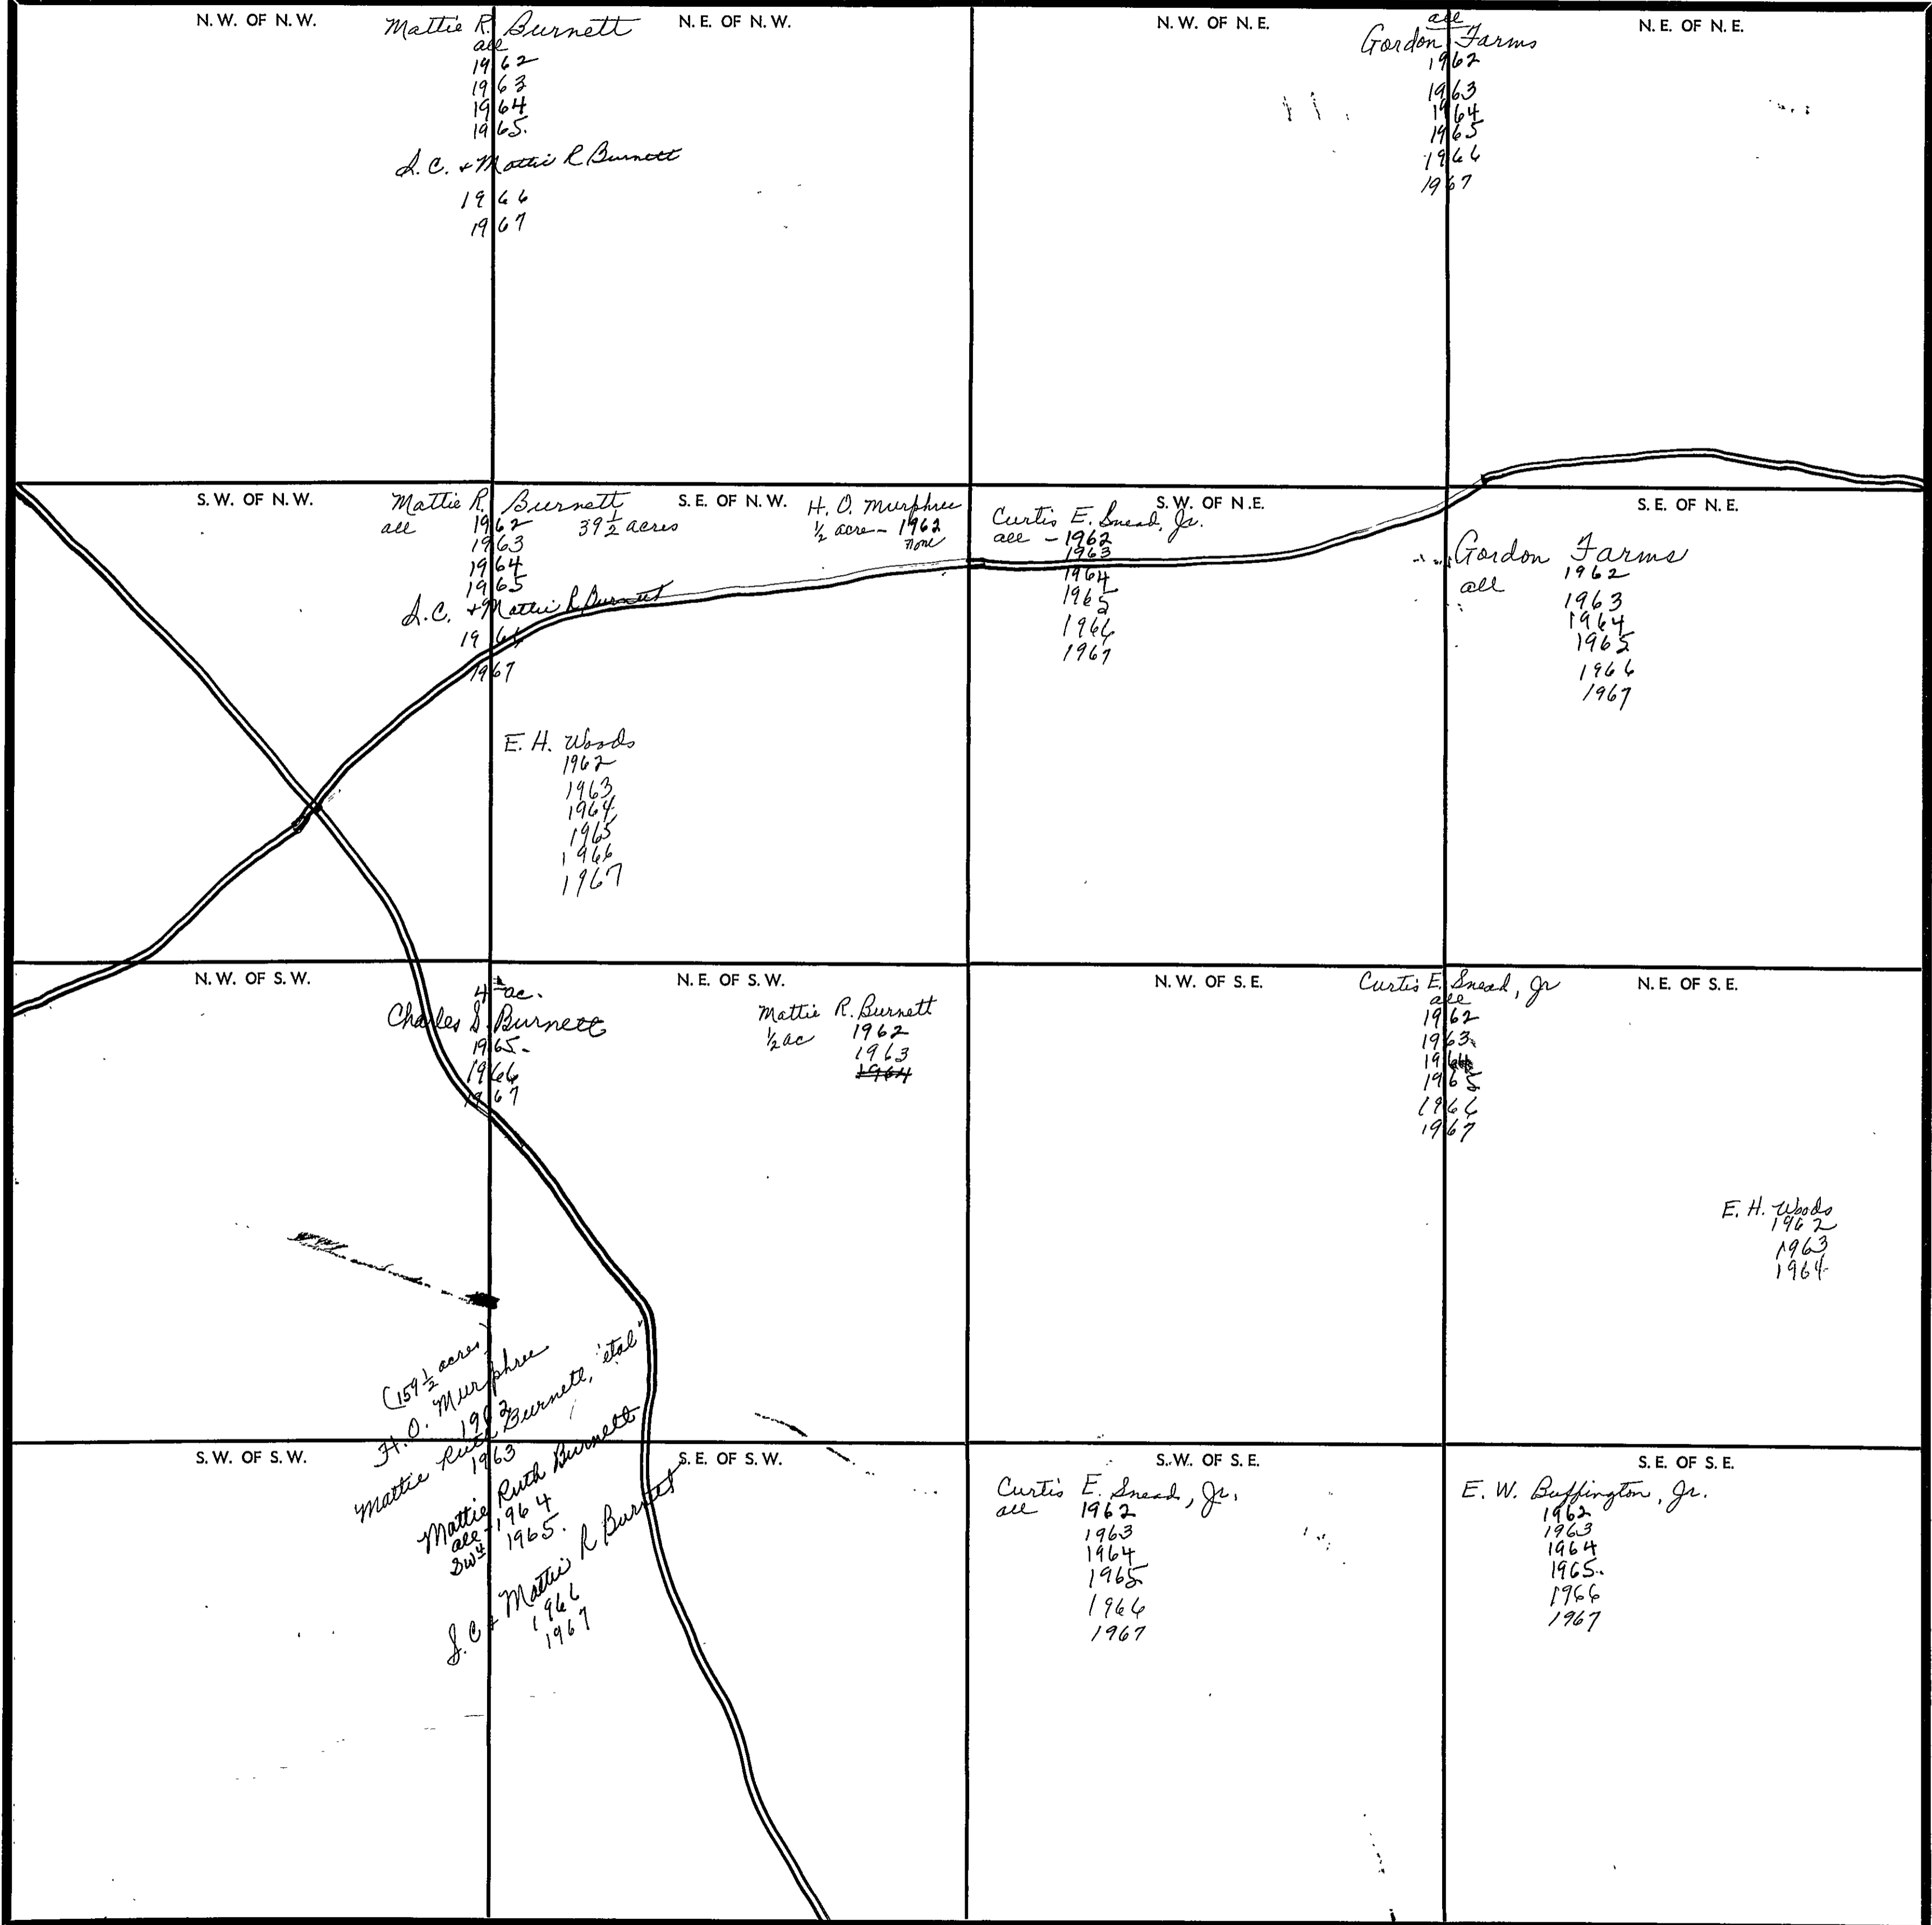 N.W. OF N.W.
Mattie R. Burnett
all
1962
1963
1964
1965.
S.C. + Mattie R Burnett
1966
1967
N.E. OF N.W.
N.W. OF N.E.
all
Gordon Farms
1962
1963
1964
1965
1966
1967
N.E. OF N.E.
S.W. OF N.W.
Mattie R. Burnett
all 1962 39 1/2 acres
1963
1964
1965
S.C. + Mattie R Burnett
1966
1967
S.E. OF N.W.
H. O. Murphree
1/2 acre - 1962
none
E. H. Woods
1962
1963
1964
1965
1966
1967
S.W. OF N.E.
Curtis E. Snead, Jr.
all - 1962
1963
1964
1965
1966
1967
S.E. OF N.E.
Gordon Farms
all 1962
1963
1964
1965
1966
1967
N.W. OF S.W.
4 ac.
Charles S. Burnett
1965.
1966
1967
N.E. OF S.W.
Mattie R. Burnett
1/2 ac 1962
1963
1964
N.W. OF S.E.
Curtis E. Snead, Jr
all
1962
1963
1964
1965
1966
1967
N.E. OF S.E.
E. H. Woods
1962
1963
1964
(159 1/2 acres)
H.O. Murphree
1962
Mattie Ruth Burnett, "etal"
1963
Mattie Ruth Burnett
all - 1964
SW4 1965.
S.C + Mattie R Burnett
1966
1967
S.W. OF S.W.
S.E. OF S.W.
S.W. OF S.E.
Curtis E. Snead, Jr.
all 1962
1963
1964
1965
1966
1967
S.E. OF S.E.
E. W. Buffington, Jr.
1962
1963
1964
1965.
1966
1967